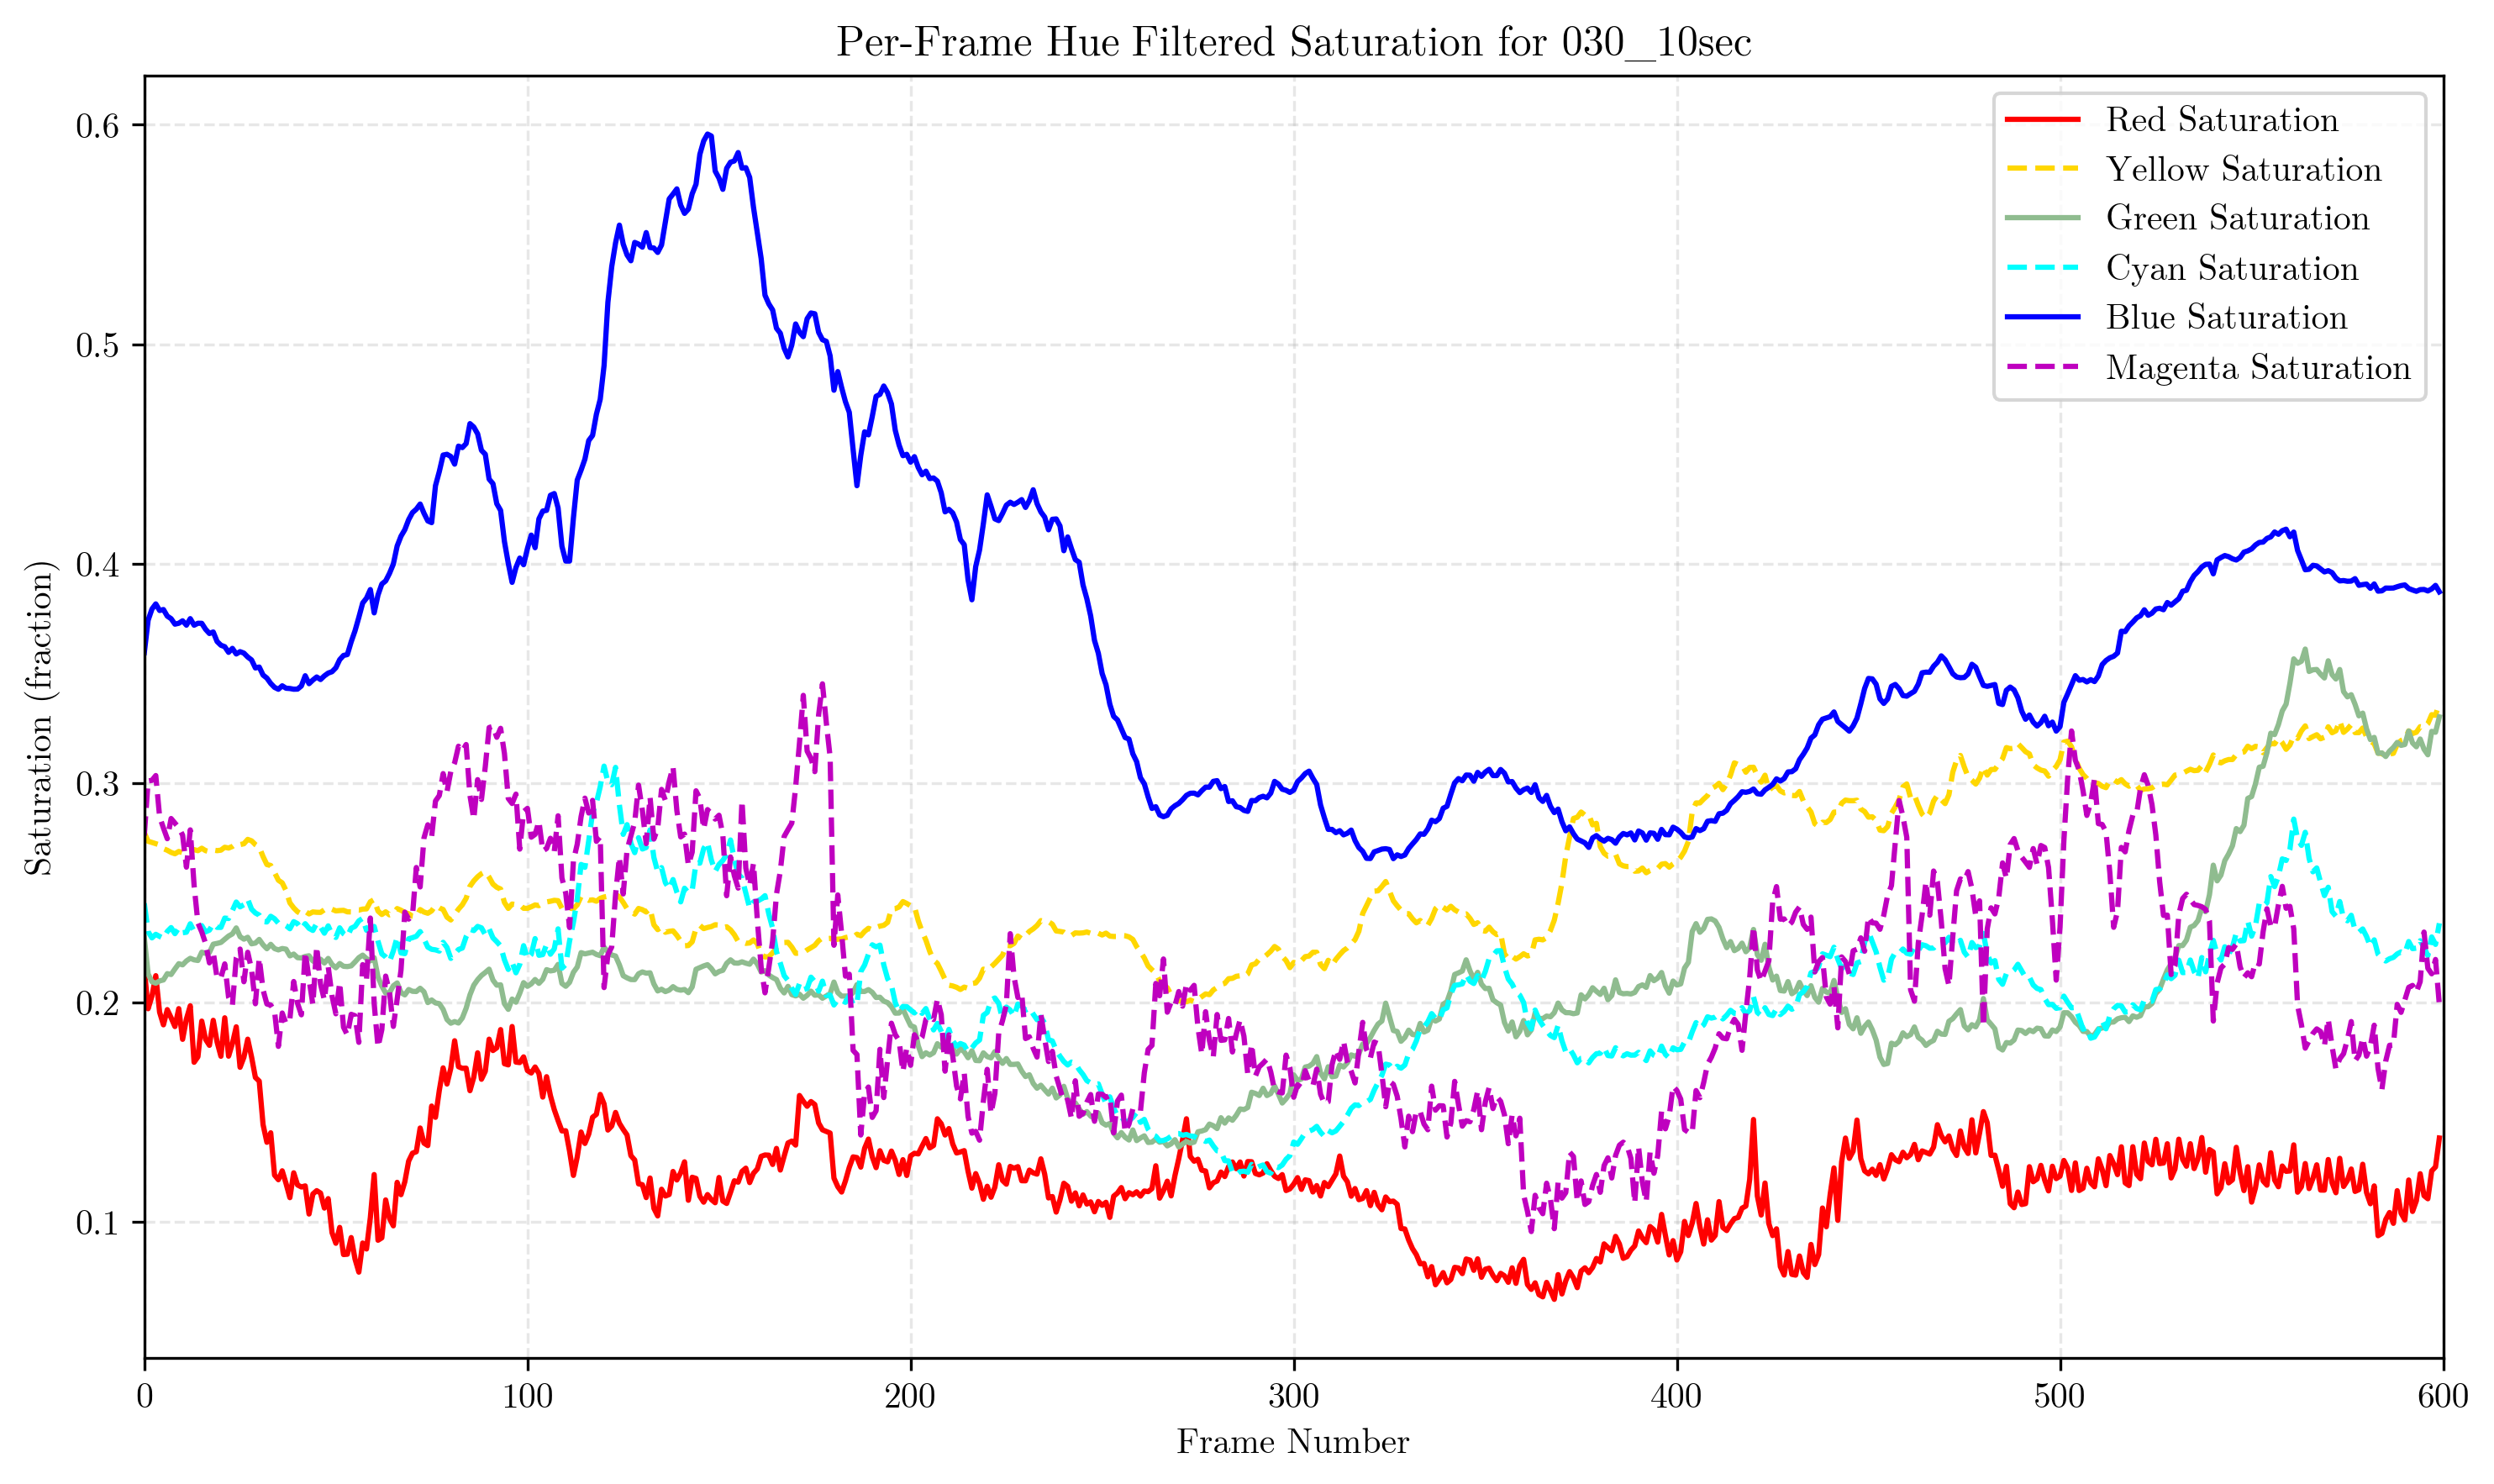 Per-Frame Hue Filtered Saturation for 030_10sec
0.6
0.5
0.4
0.3
0.2
0.1
Saturation (fraction)
Red Saturation
Yellow Saturation
Green Saturation
Cyan Saturation
Blue Saturation
Magenta Saturation
0 100 200 300 400 500 600
Frame Number